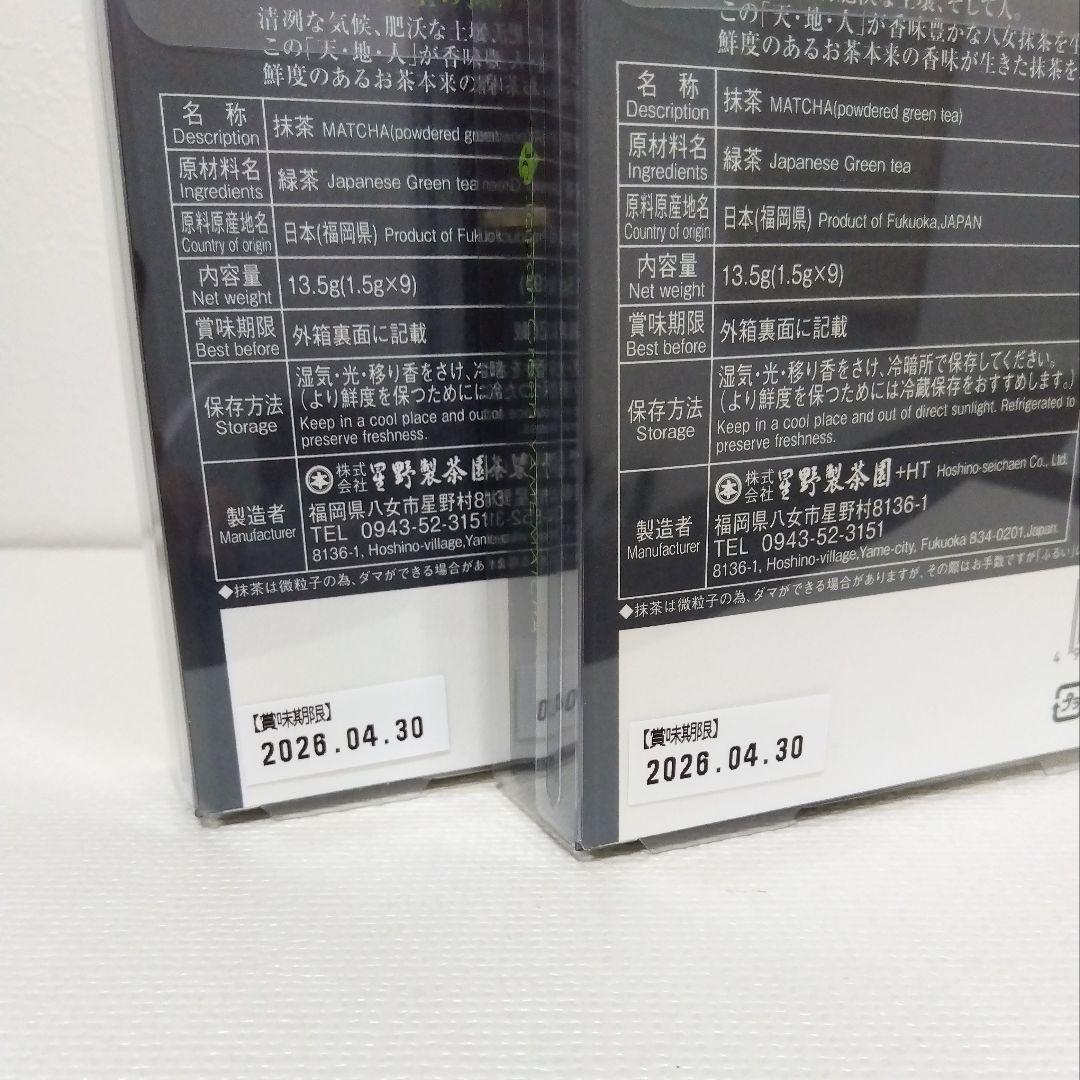 清冽な気候、肥沃な土壌
この「天・地・人」が香味豊
鮮度のあるお茶本来の
名 称
Description
抹茶 MATCHA(powdered green
原材料名
Ingredients
緑茶 Japanese Green tea
原料原産地名
Country of origin
日本(福岡県) Product of Fukuok
内容量
Net weight
13.5g(1.5g×9)
賞味期限
Best before
外箱裏面に記載
保存方法
Storage
湿気・光・移り香をさけ、冷暗
(より鮮度を保つためには冷
Keep in a cool place and out of
preserve freshness.
製造者
Manufacturer
株式会社 星野製茶園
福岡県八女市星野村813
TEL 0943-52-3151
8136-1, Hoshino-village,Yame-c
◆抹茶は微粒子の為、ダマができる場合があ
【賞味期限】
2026.04.30
土壌、そして人。
この「天・地・人」が香味豊かな八女抹茶を生
鮮度のあるお茶本来の香味が生きた抹茶を
名 称
Description
抹茶 MATCHA(powdered green tea)
原材料名
Ingredients
緑茶 Japanese Green tea
原料原産地名
Country of origin
日本(福岡県) Product of Fukuoka,JAPAN
内容量
Net weight
13.5g(1.5g×9)
賞味期限
Best before
外箱裏面に記載
保存方法
Storage
湿気・光・移り香をさけ、冷暗所で保存してください。
(より鮮度を保つためには冷蔵保存をおすすめします。)
Keep in a cool place and out of direct sunlight. Refrigerated to
preserve freshness.
製造者
Manufacturer
株式会社 星野製茶園 +HT Hoshino-seichaen Co., Ltd.
福岡県八女市星野村8136-1
TEL 0943-52-3151
8136-1, Hoshino-village,Yame-city, Fukuoka 834-0201,Japan.
◆抹茶は微粒子の為、ダマができる場合がありますが、その際はお手数ですが「ふるい」
【賞味期限】
2026.04.30
プラ